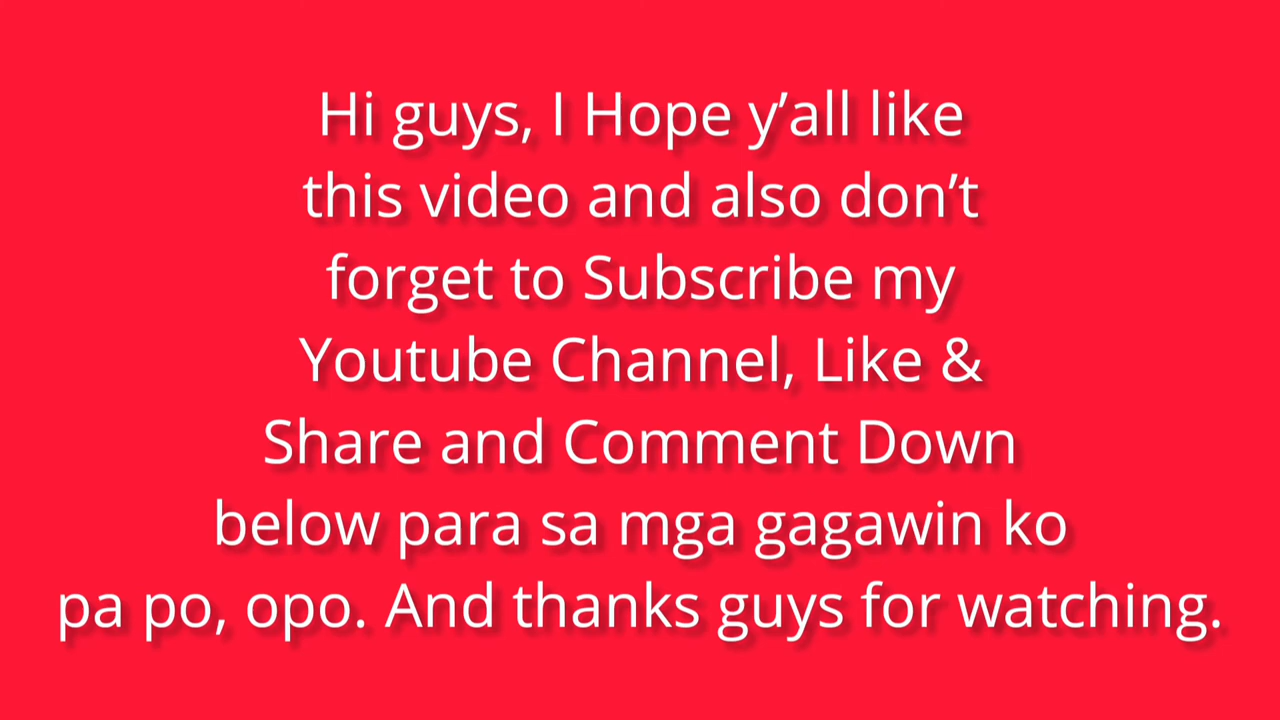 Hi guys, I Hope y’all like
this video and also don’t
forget to Subscribe my
Youtube Channel, Like &
Share and Comment Down
below para sa mga gagawin ko
pa po, opo. And thanks guys for watching.